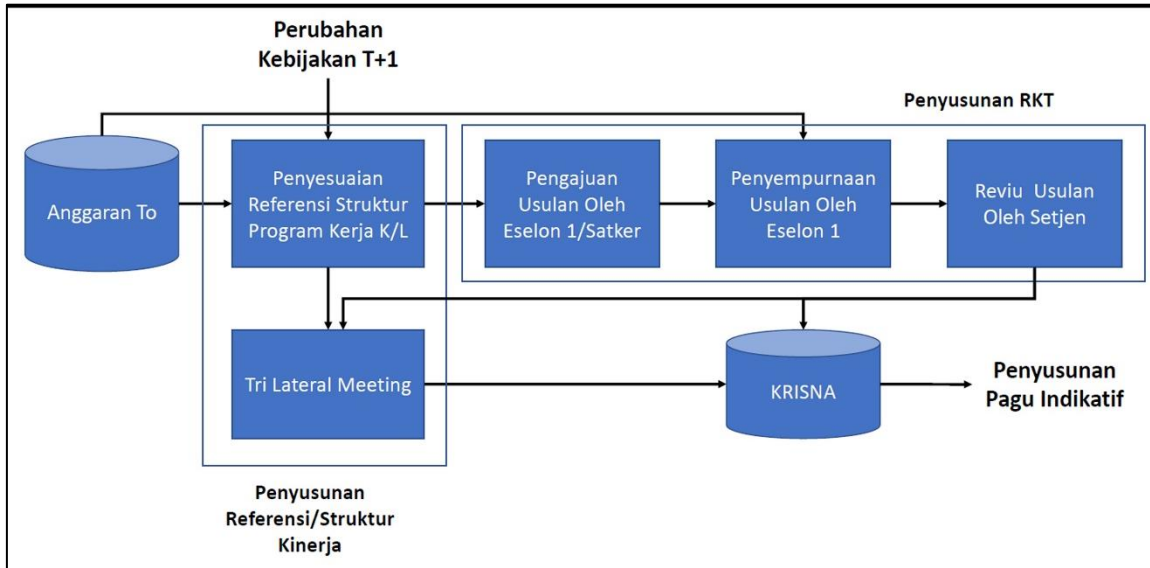 Perubahan
Kebijakan T+1
Penyusunan RKT
Anggaran To
Penyesuaian
Referensi Struktur
Program Kerja K/L
Pengajuan
Usulan Oleh
Eselon 1/Satker
Penyempurnaan
Usulan Oleh
Eselon 1
Reviu Usulan
Oleh Setjen
Tri Lateral Meeting
KRISNA
Penyusunan
Pagu Indikatif
Penyusunan
Referensi/Struktur
Kinerja